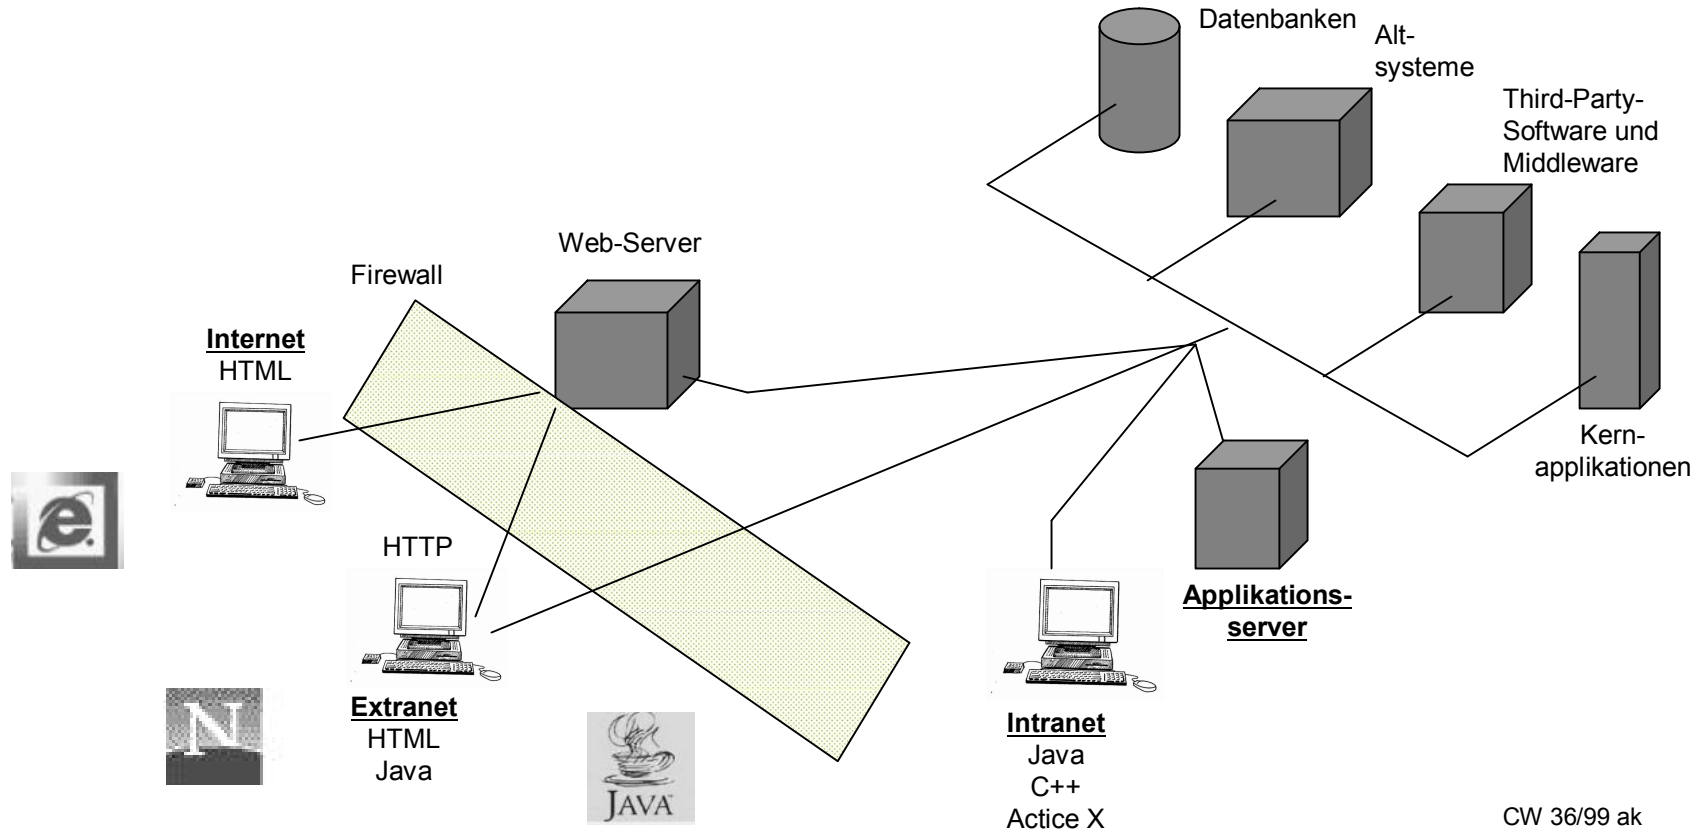 Datenbanken
Alt-
systeme
Third-Party-
Software und
Middleware
Web-Server
Firewall
Internet
HTML
Kern-
applikationen
HTTP
Applikations-
server
Extranet
HTML
Java
Intranet
Java
C++
Actice X
N
JAVA™
e
CW 36/99 ak